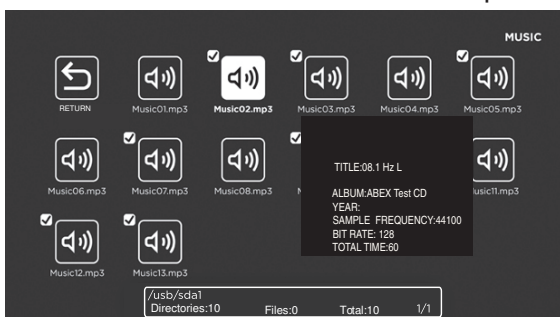 MUSIC
RETURN Music01.mp3 Music02.mp3 Music03.mp3 Music04.mp3 Music05.mp3
TITLE:08.1 Hz L
Music06.mp3 Music07.mp3 Music08.mp3
ALBUM:ABEX Test CD
YEAR:
SAMPLE FREQUENCY:44100
BIT RATE: 128
TOTAL TIME:60
Music12.mp3 Music13.mp3
/usb/sda1
Directories:10 Files:0 Total:10 1/1